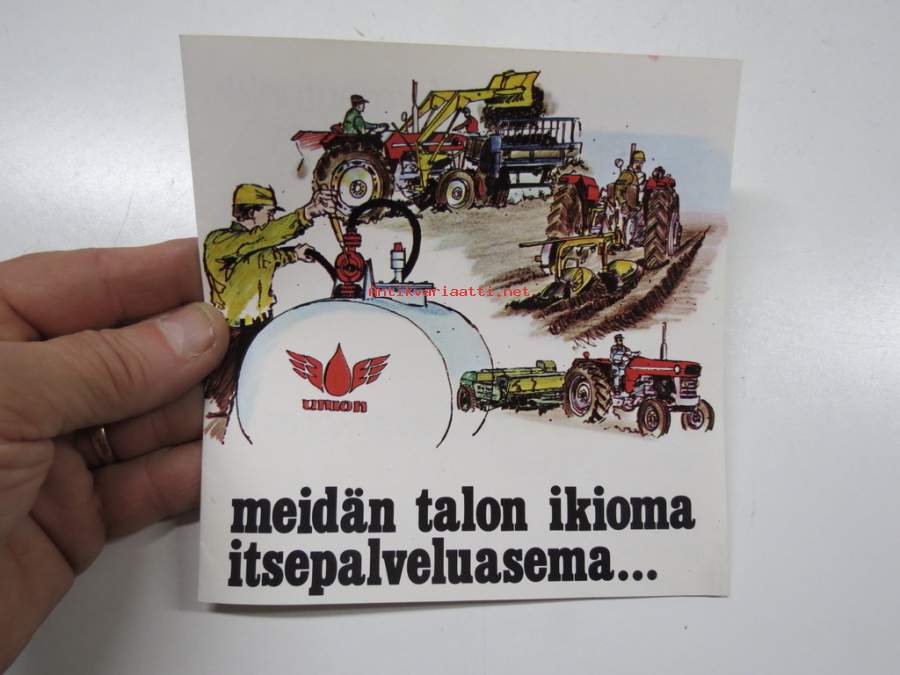 antikvariaatti.net
union
meidän talon ikioma
itsepalveluasema...